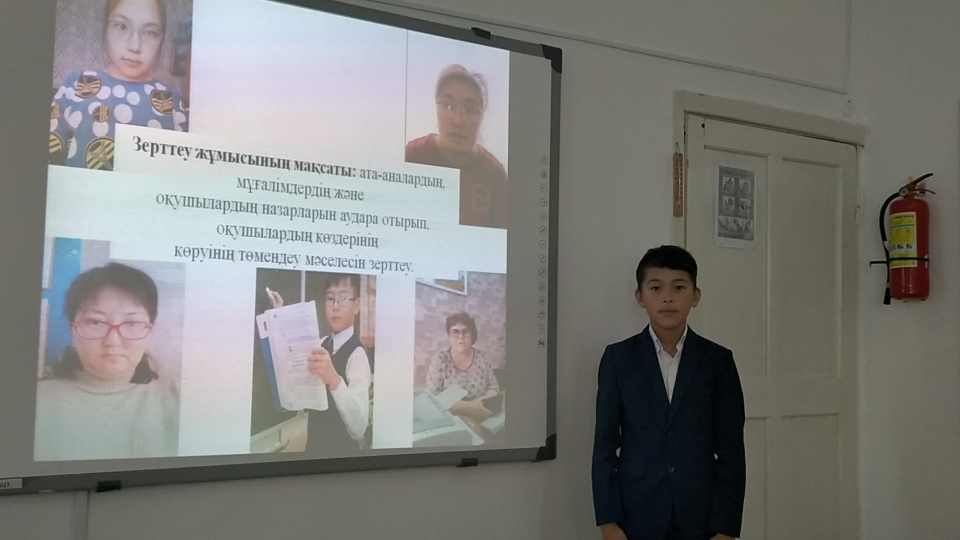 Зерттеу жұмысының мақсаты: ата-аналардың,
мұғалімдердің және
оқушылардың назарларын аудара отырып,
оқушылардың көздерінің
көруінің төмендеу мәселесін зерттеу.